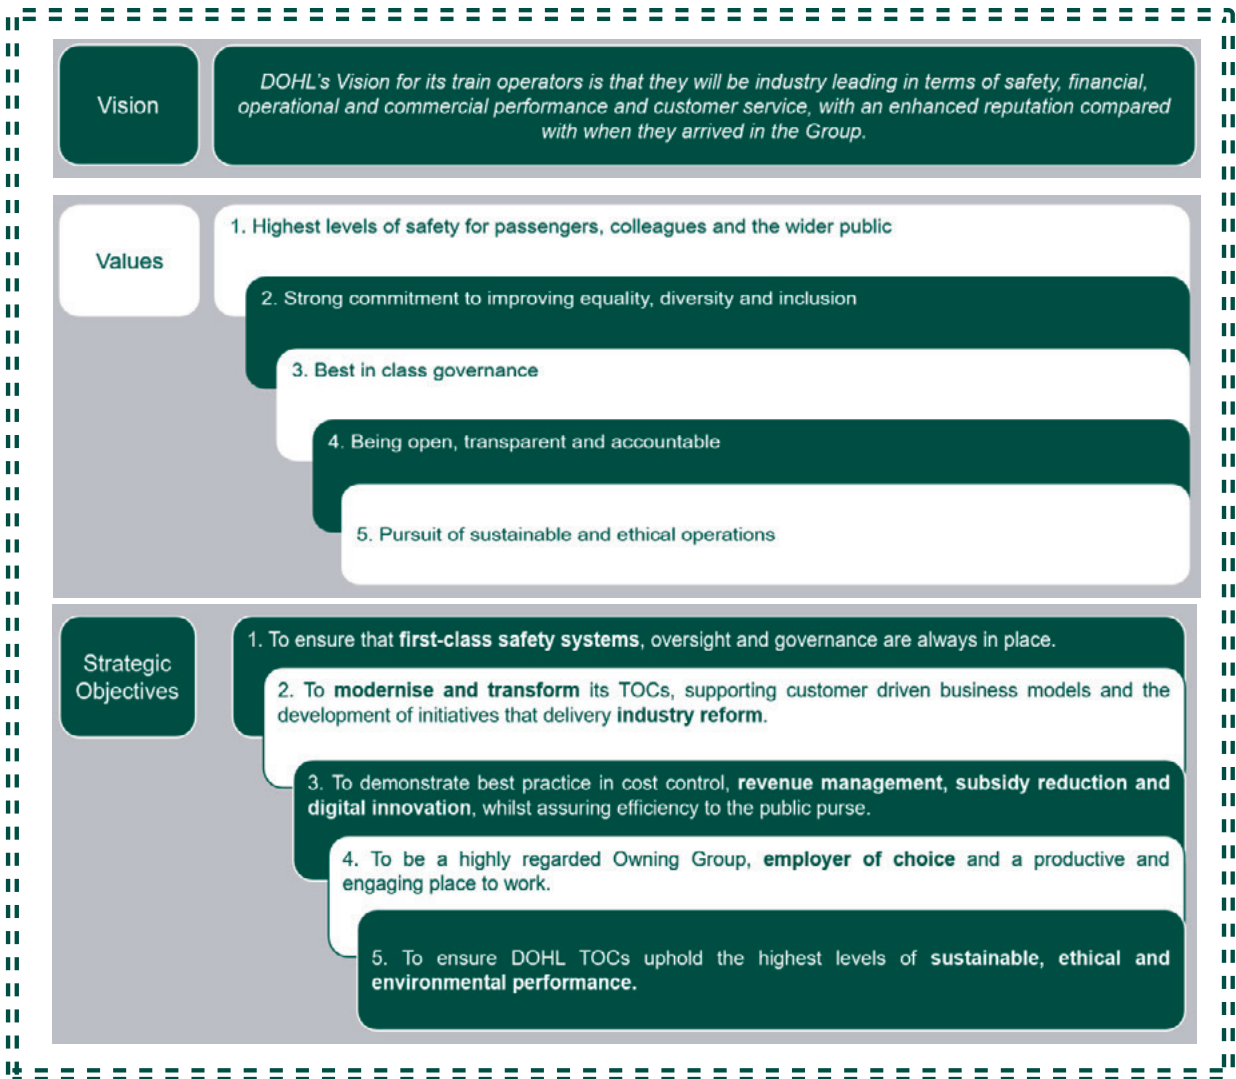 Vision
DOHL's Vision for its train operators is that they will be industry leading in terms of safety, financial,
operational and commercial performance and customer service, with an enhanced reputation compared
with when they arrived in the Group.
Values
1. Highest levels of safety for passengers, colleagues and the wider public
2. Strong commitment to improving equality, diversity and inclusion
3. Best in class governance
4. Being open, transparent and accountable
5. Pursuit of sustainable and ethical operations
Strategic
Objectives
1. To ensure that first-class safety systems, oversight and governance are always in place.
2. To modernise and transform its TOCs, supporting customer driven business models and the
development of initiatives that delivery industry reform.
3. To demonstrate best practice in cost control, revenue management, subsidy reduction and
digital innovation, whilst assuring efficiency to the public purse.
4. To be a highly regarded Owning Group, employer of choice and a productive and
engaging place to work.
5. To ensure DOHL TOCs uphold the highest levels of sustainable, ethical and
environmental performance.